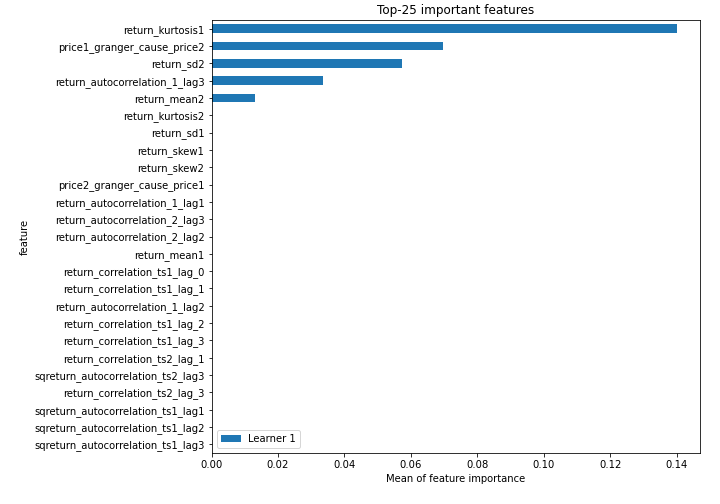 Top-25 important features
return_kurtosis1
price1_granger_cause_price2
return_sd2
return_autocorrelation_1_lag3
return_mean2
return_kurtosis2
return_sd1
return_skew1
return_skew2
price2_granger_cause_price1
return_autocorrelation_1_lag1
return_autocorrelation_2_lag3
return_autocorrelation_2_lag2
return_mean1
return_correlation_ts1_lag_0
return_correlation_ts1_lag_1
return_autocorrelation_1_lag2
return_correlation_ts1_lag_2
return_correlation_ts1_lag_3
return_correlation_ts2_lag_1
sqreturn_autocorrelation_ts2_lag3
return_correlation_ts2_lag_3
sqreturn_autocorrelation_ts1_lag1
sqreturn_autocorrelation_ts1_lag2
sqreturn_autocorrelation_ts1_lag3
feature
Learner 1
0.00 0.02 0.04 0.06 0.08 0.10 0.12 0.14
Mean of feature importance